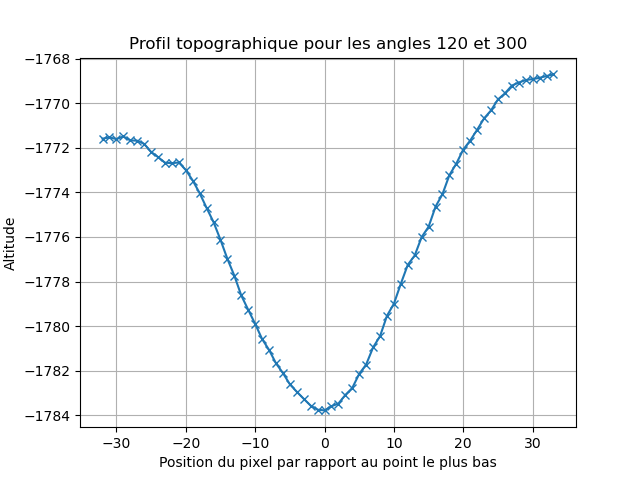 Profil topographique pour les angles 120 et 300
−1768
−1770
−1772
−1774
−1776
−1778
−1780
−1782
−1784
Altitude
−30 −20 −10 0 10 20 30
Position du pixel par rapport au point le plus bas